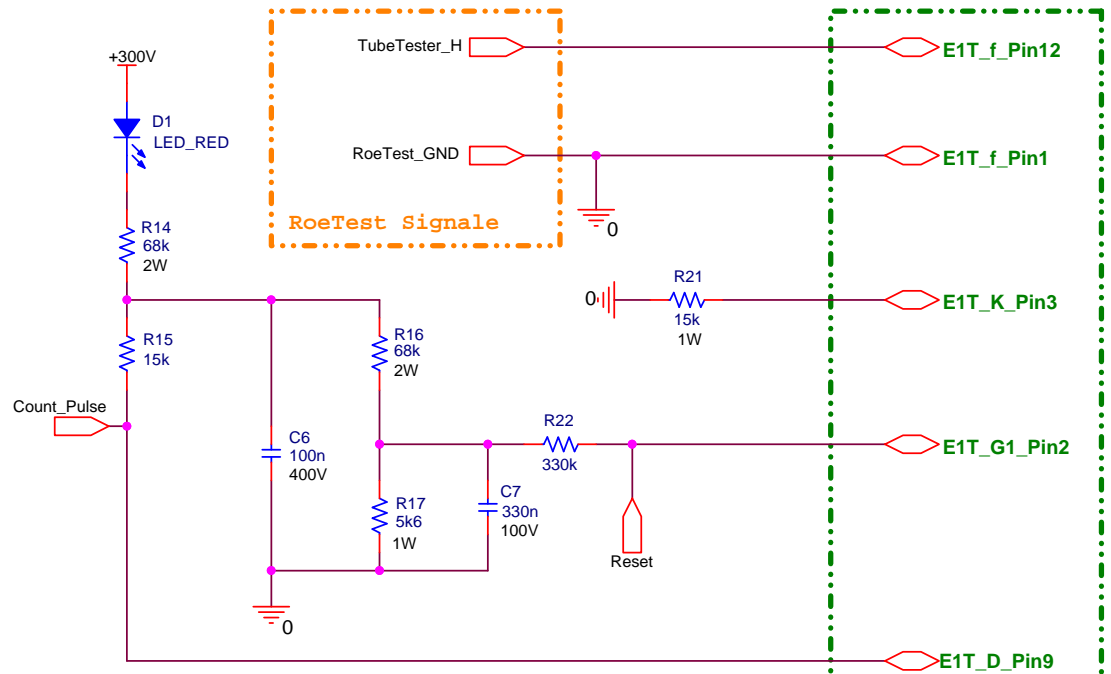 TubeTester_H
E1T_f_Pin12
+300V
D1
LED_RED
RoeTest_GND
E1T_f_Pin1
RoeTest Signale
0
R14
68k
2W
R21
0
E1T_K_Pin3
15k
1W
R15
15k
R16
68k
2W
Count_Pulse
R22
C6
100n
400V
330k
E1T_G1_Pin2
C7
330n
100V
R17
5k6
1W
Reset
0
E1T_D_Pin9